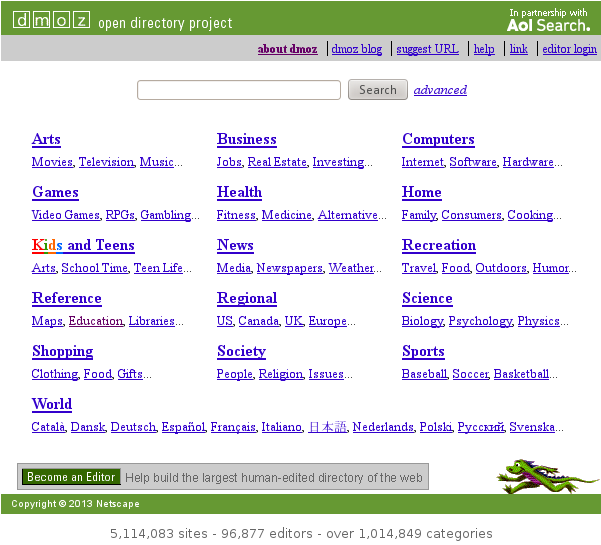 dmoz open directory project
In partnership with
Aol Search.
about dmoz | dmoz blog | suggest URL | help | link | editor login
Search advanced
Arts Business Computers
Movies, Television, Music... Jobs, Real Estate, Investing... Internet, Software, Hardware...
Games Health Home
Video Games, RPGs, Gambling... Fitness, Medicine, Alternative... Family, Consumers, Cooking...
Kids and Teens News Recreation
Arts, School Time, Teen Life... Media, Newspapers, Weather... Travel, Food, Outdoors, Humor...
Reference Regional Science
Maps, Education, Libraries... US, Canada, UK, Europe... Biology, Psychology, Physics...
Shopping Society Sports
Clothing, Food, Gifts... People, Religion, Issues... Baseball, Soccer, Basketball...
World
Català, Dansk, Deutsch, Español, Français, Italiano, 日本語, Nederlands, Polski, Русский, Svenska...
Become an Editor Help build the largest human-edited directory of the web
Copyright © 2013 Netscape
5,114,083 sites - 96,877 editors - over 1,014,849 categories